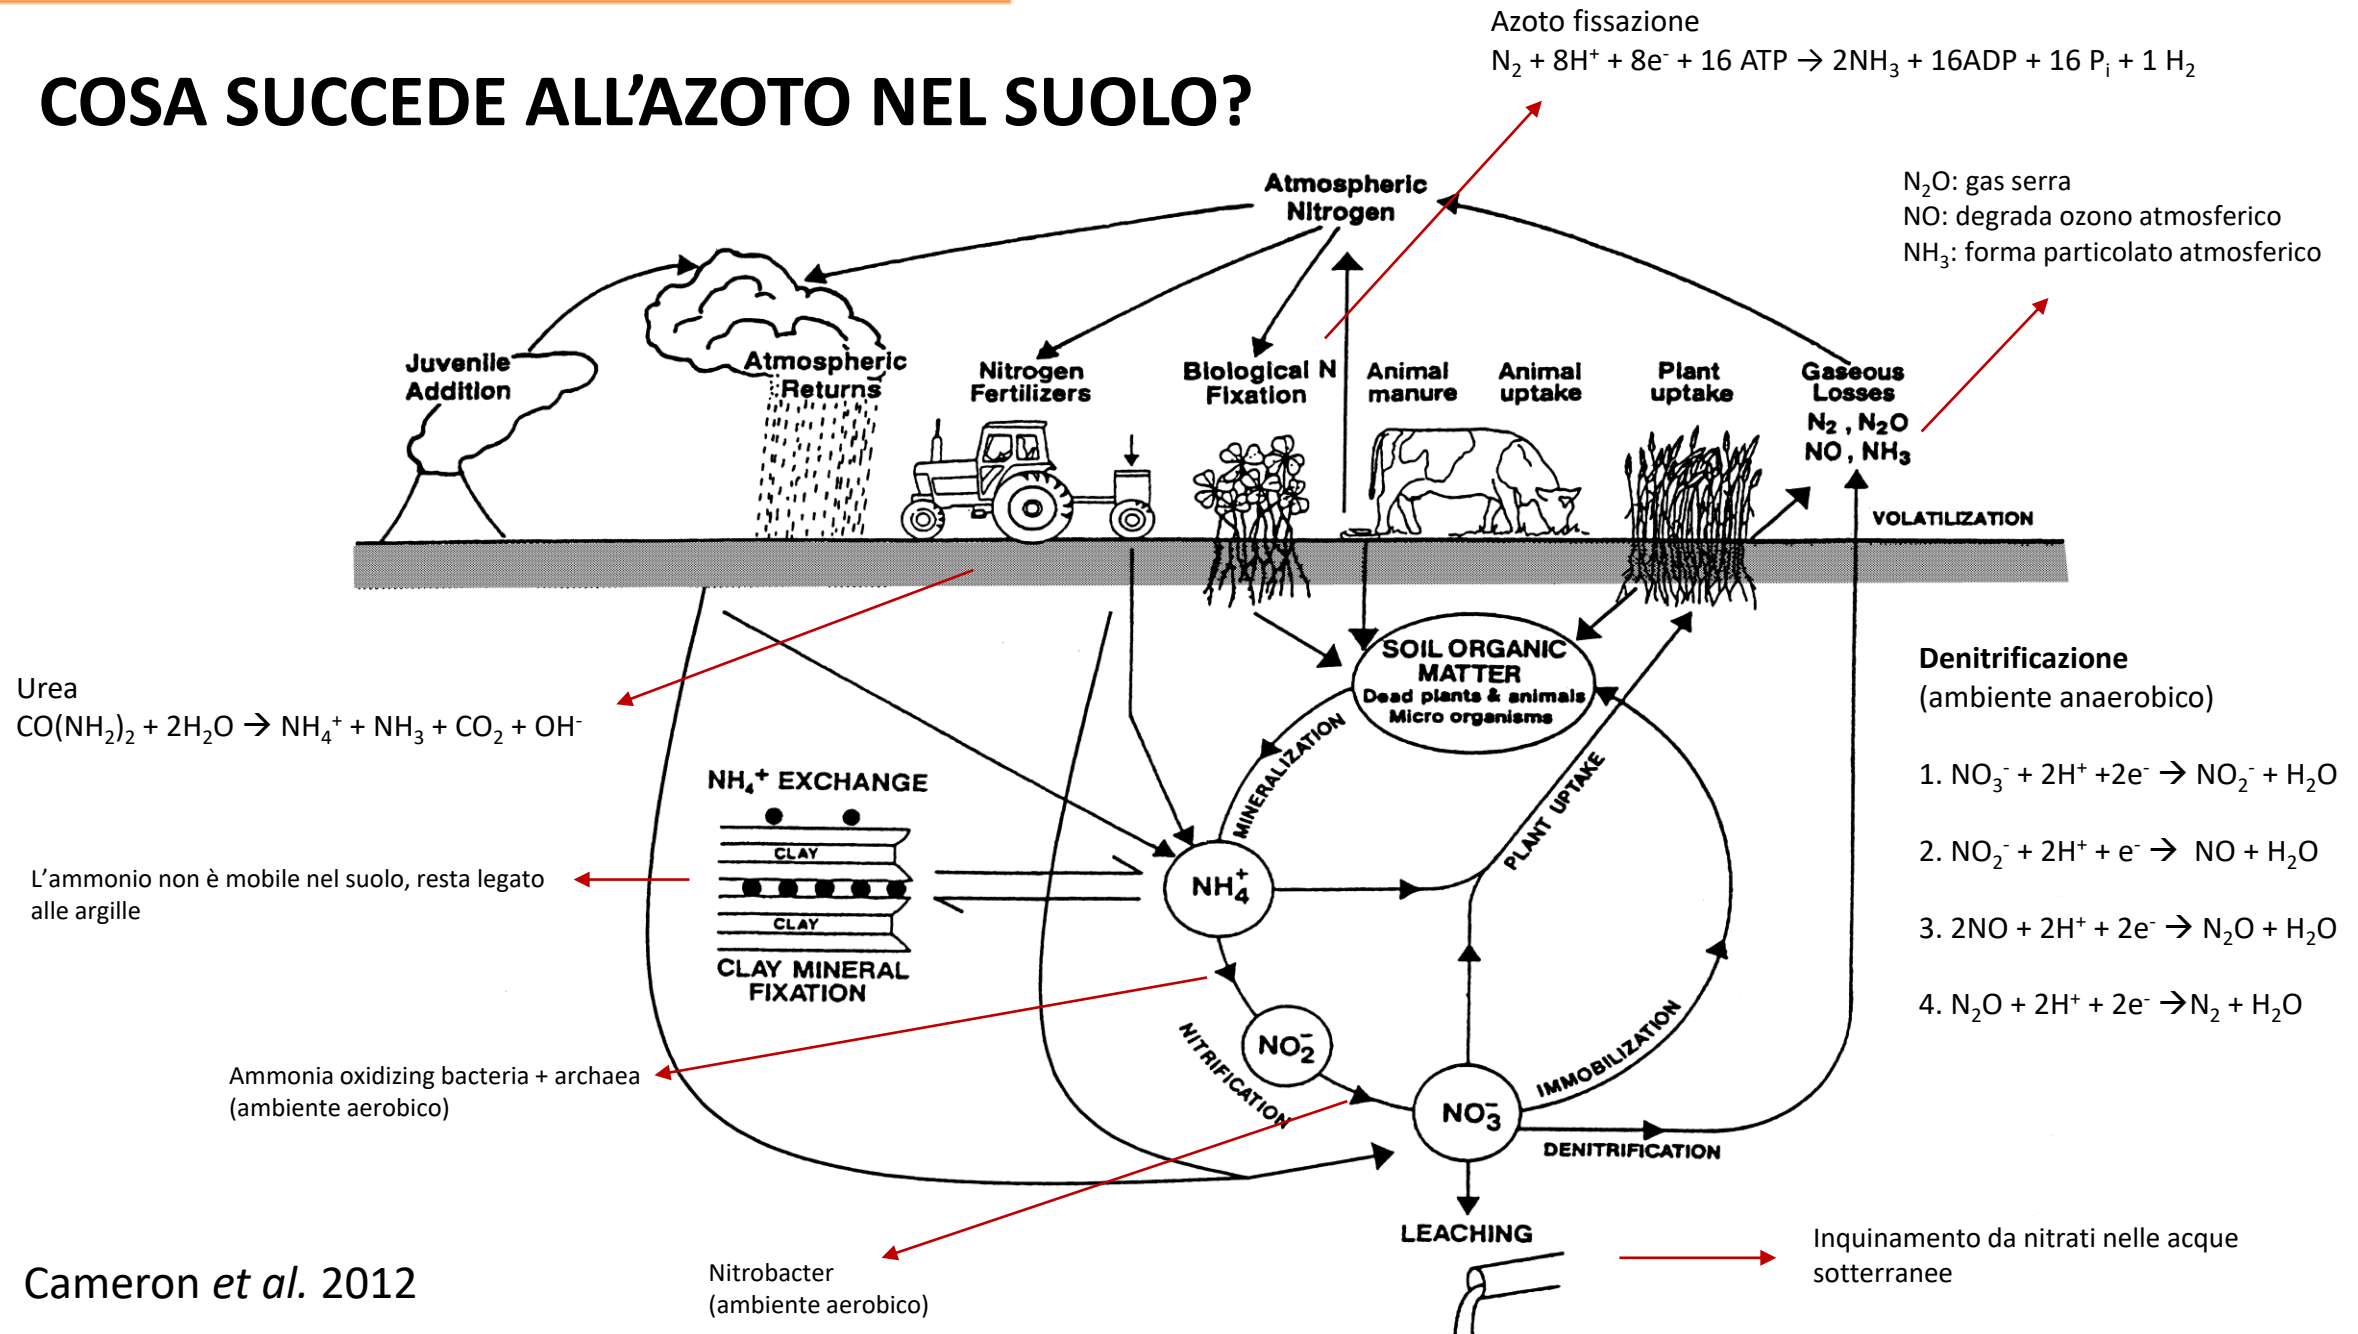 COSA SUCCEDE ALL’AZOTO NEL SUOLO?
Azoto fissazione
N₂ + 8H⁺ + 8e⁻ + 16 ATP → 2NH₃ + 16ADP + 16 Pᵢ + 1 H₂
N₂O: gas serra
NO: degrada ozono atmosferico
NH₃: forma particolato atmosferico
Atmospheric
Nitrogen
Juvenile
Addition
Atmospheric
Returns
Nitrogen
Fertilizers
Biological N
Fixation
Animal
manure
Animal
uptake
Plant
uptake
Gaseous
Losses
N₂ , N₂O
NO , NH₃
VOLATILIZATION
SOIL ORGANIC
MATTER
Dead plants & animals
Micro organisms
Urea
CO(NH₂)₂ + 2H₂O → NH₄⁺ + NH₃ + CO₂ + OH⁻
NH₄⁺ EXCHANGE
CLAY
CLAY
CLAY MINERAL
FIXATION
L’ammonio non è mobile nel suolo, resta legato
alle argille
MINERALIZATION
PLANT UPTAKE
NH₄⁺
NO₂⁻
NITRIFICATION
NO₃⁻
IMMOBILIZATION
DENITRIFICATION
LEACHING
Denitrificazione
(ambiente anaerobico)
1. NO₃⁻ + 2H⁺ +2e⁻ → NO₂⁻ + H₂O
2. NO₂⁻ + 2H⁺ + e⁻ → NO + H₂O
3. 2NO + 2H⁺ + 2e⁻ → N₂O + H₂O
4. N₂O + 2H⁺ + 2e⁻ →N₂ + H₂O
Ammonia oxidizing bacteria + archaea
(ambiente aerobico)
Nitrobacter
(ambiente aerobico)
Inquinamento da nitrati nelle acque
sotterranee
Cameron et al. 2012